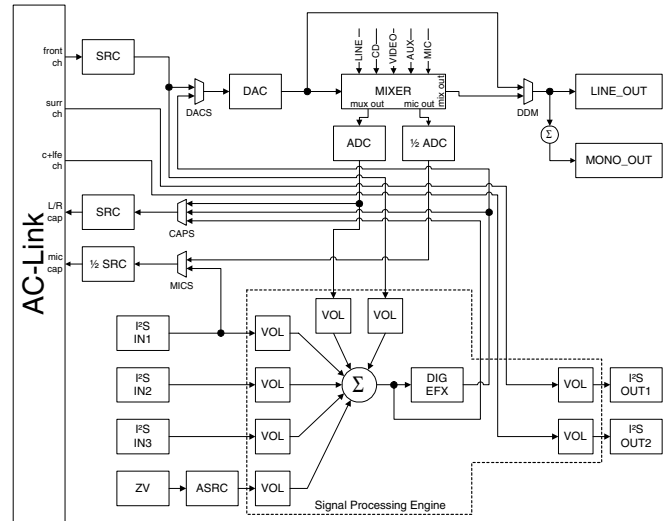 AC-Link
front
ch
SRC
surr
ch
c+lfe
ch
L/R
cap
SRC
mic
cap
½ SRC
DACS
DAC
LINE
CD
VIDEO
AUX
MIC
MIXER
mux out
mic out
mix out
DDM
LINE_OUT
Σ
MONO_OUT
ADC
½ ADC
CAPS
MICS
I²S
IN1
VOL
VOL
VOL
I²S
IN2
VOL
Σ
DIG
EFX
VOL
I²S
OUT1
I²S
IN3
VOL
VOL
I²S
OUT2
ZV
ASRC
VOL
Signal Processing Engine